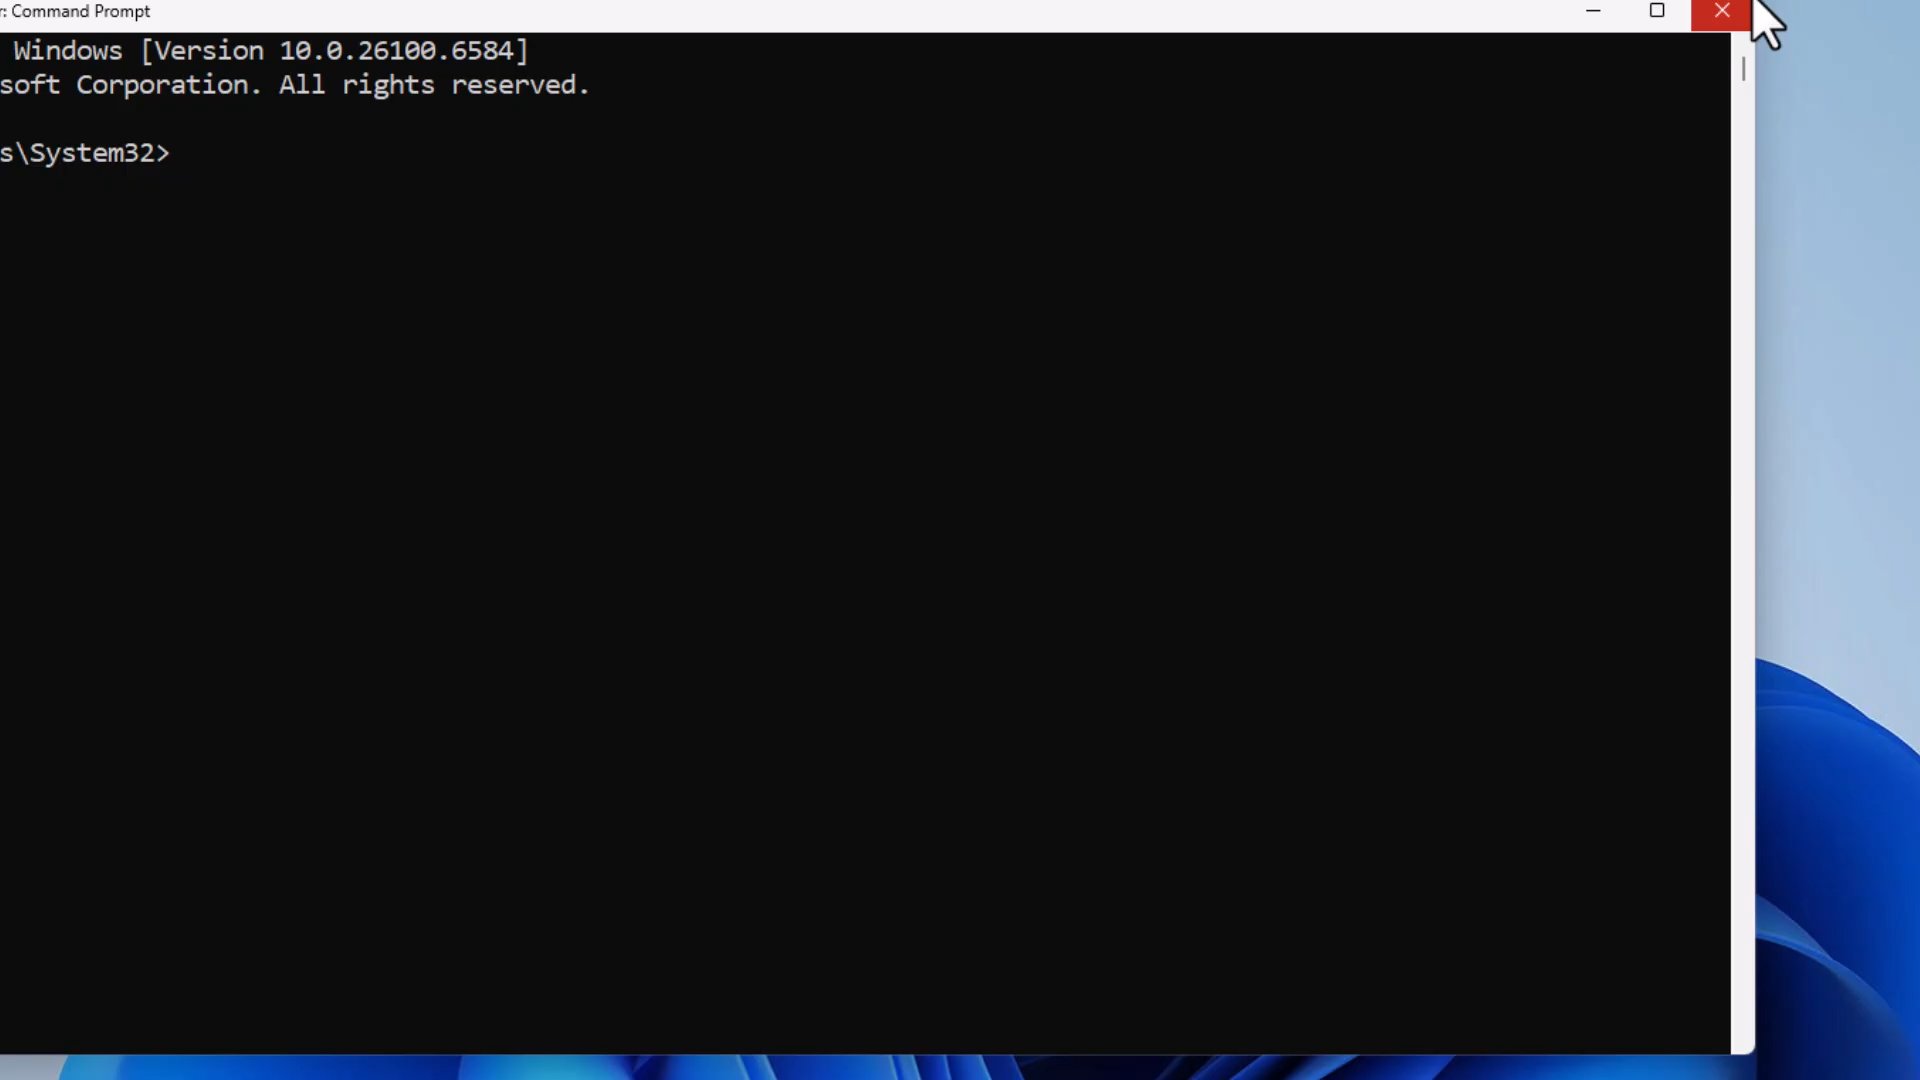 r: Command Prompt
Windows [Version 10.0.26100.6584]
soft Corporation. All rights reserved.
s\System32>